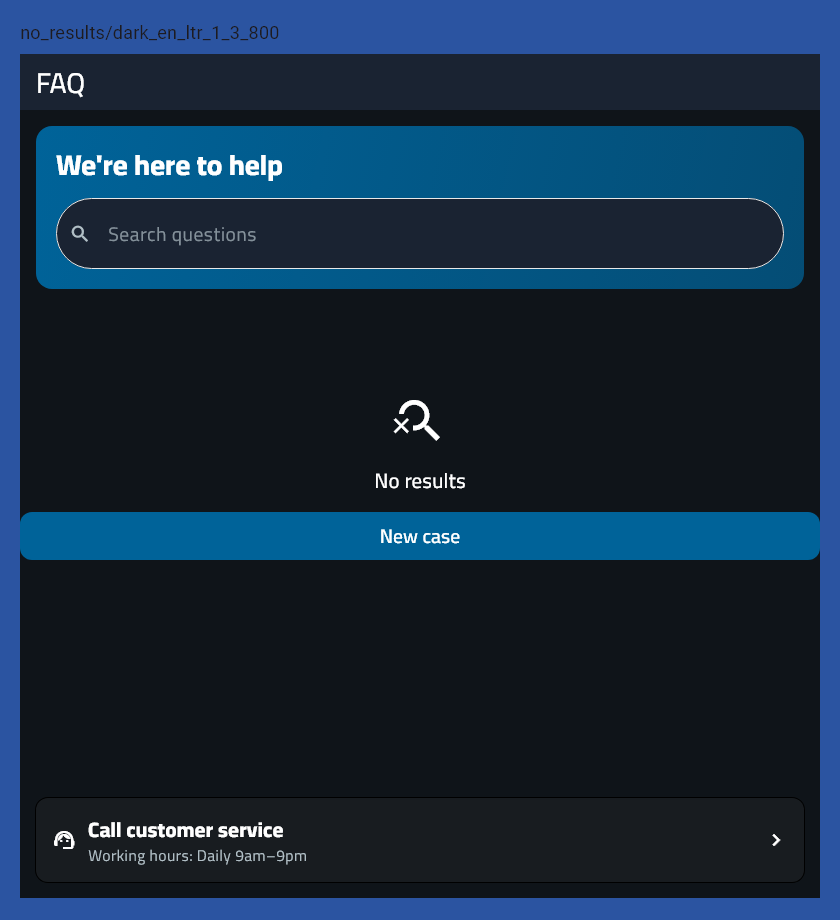 no_results/dark_en_ltr_1_3_800
FAQ
We're here to help
Search questions
No results
New case
Call customer service
Working hours: Daily 9am–9pm